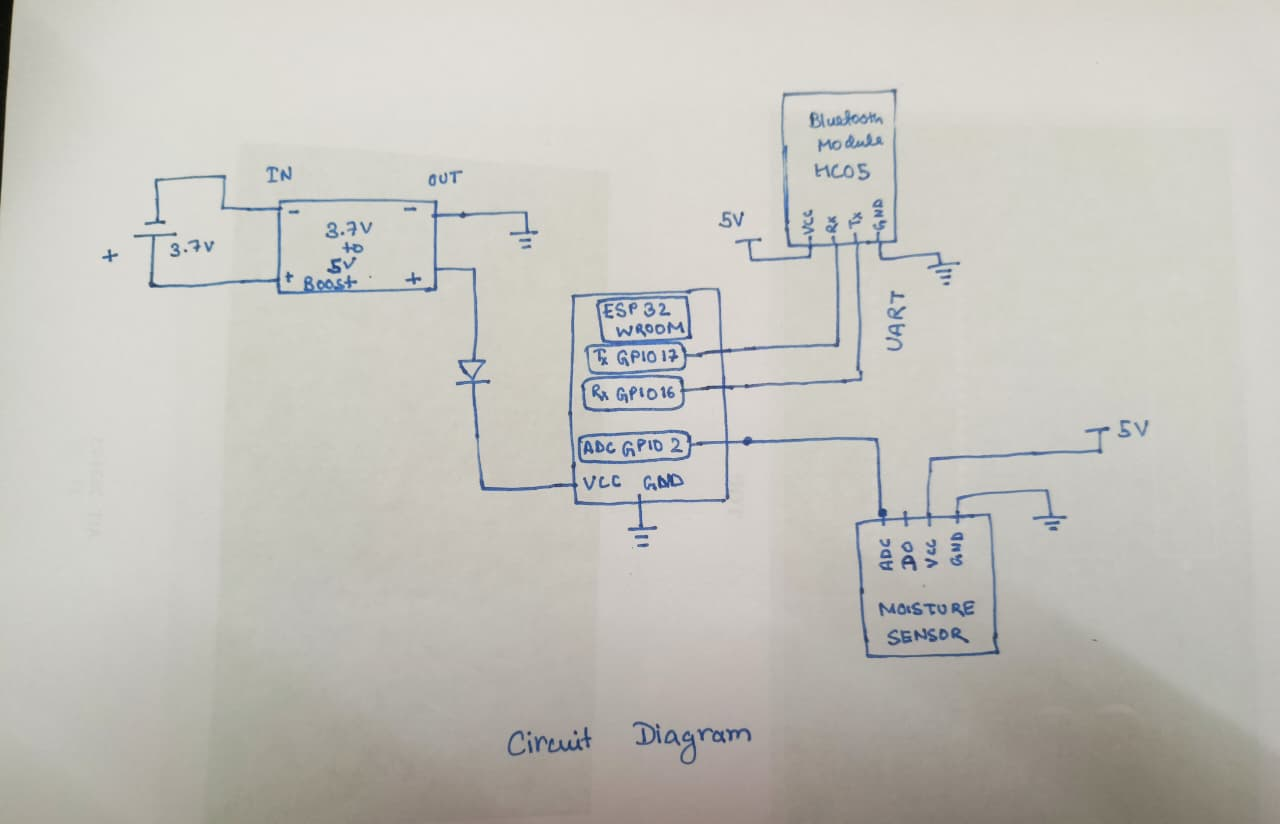 IN
OUT
-
-
3.7V
to
5V
Boost
+
+
+
3.7V
Bluetooth
Module
HC05
VCC
Rx
Tx
GND
5V
UART
ESP 32
WROOM
Tx GPIO 17
Rx GPIO 16
ADC GPIO 2
VCC GND
5V
ADC
DO
VCC
GND
MOISTURE
SENSOR
Circuit Diagram